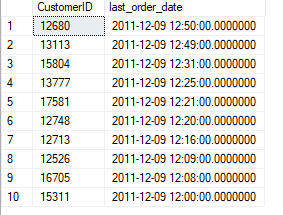 CustomerID last_order_date
1 12680 2011-12-09 12:50:00.0000000
2 13113 2011-12-09 12:49:00.0000000
3 15804 2011-12-09 12:31:00.0000000
4 13777 2011-12-09 12:25:00.0000000
5 17581 2011-12-09 12:21:00.0000000
6 12748 2011-12-09 12:20:00.0000000
7 12713 2011-12-09 12:16:00.0000000
8 12526 2011-12-09 12:09:00.0000000
9 16705 2011-12-09 12:08:00.0000000
10 15311 2011-12-09 12:00:00.0000000